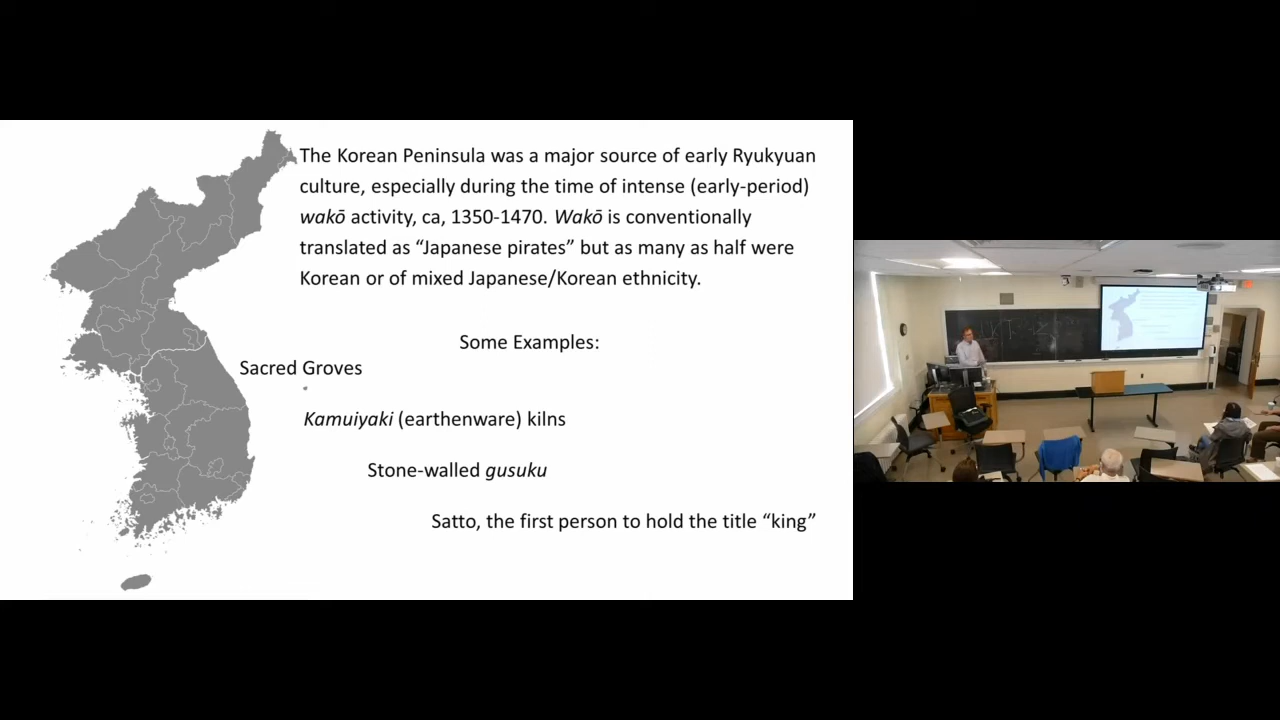 The Korean Peninsula was a major source of early Ryukyuan
culture, especially during the time of intense (early-period)
wakō activity, ca, 1350-1470. Wakō is conventionally
translated as “Japanese pirates” but as many as half were
Korean or of mixed Japanese/Korean ethnicity.
Some Examples:
Sacred Groves
Kamuiyaki (earthenware) kilns
Stone-walled gusuku
Satto, the first person to hold the title “king”